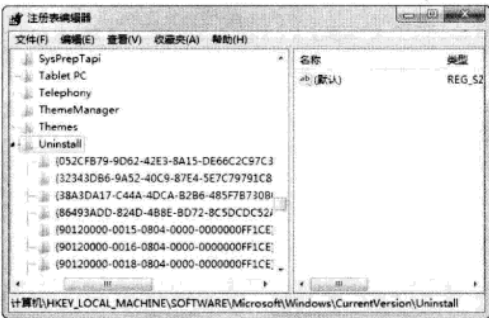 注册表编辑器
文件(F) 编辑(E) 查看(V) 收藏夹(A) 帮助(H)
SysPrepTapi
Tablet PC
Telephony
ThemeManager
Themes
Uninstall
{052CFB79-9D62-42E3-8A15-DE66C2C97C3
{32343DB6-9A52-40C9-87E4-5E7C79791C8
{38A3DA17-C44A-4DCA-B2B6-485F7B730B
{86493ADD-824D-4B8E-BD72-8C5DCDC52
{90120000-0015-0804-0000-0000000FF1CE}
{90120000-0016-0804-0000-0000000FF1CE}
{90120000-0018-0804-0000-0000000FF1CE}
名称 类型
ab (默认) REG_SZ
计算机\HKEY_LOCAL_MACHINE\SOFTWARE\Microsoft\Windows\CurrentVersion\Uninstall